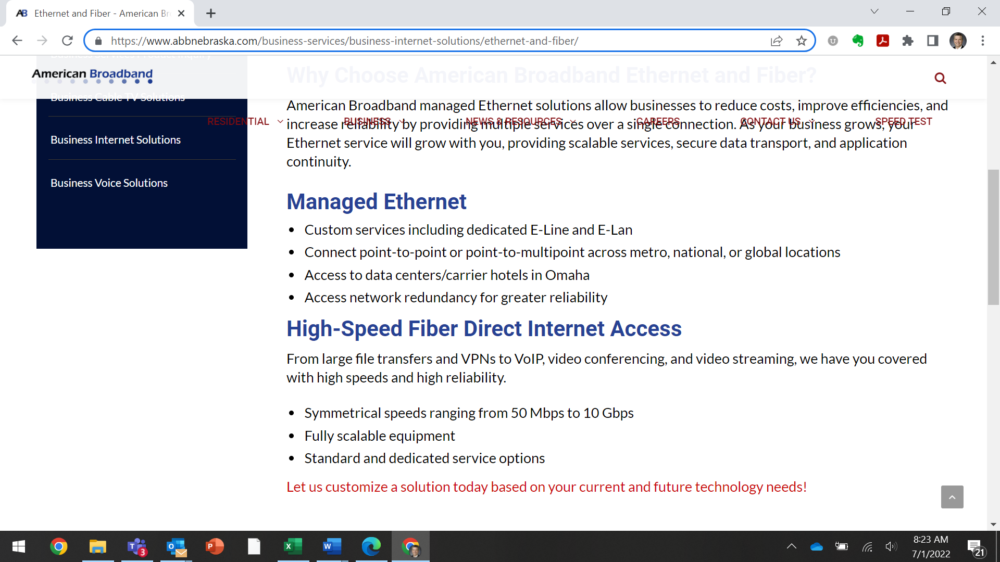 Ethernet and Fiber - American Br
https://www.abbnebraska.com/business-services/business-internet-solutions/ethernet-and-fiber/
Business Services Product Inquiry
American Broadband
Business Cable TV Solutions
Business Internet Solutions
Business Voice Solutions
RESIDENTIAL
BUSINESS
NEWS & RESOURCES
CAREERS
CONTACT US
SPEED TEST
Why Choose American Broadband Ethernet and Fiber?
American Broadband managed Ethernet solutions allow businesses to reduce costs, improve efficiencies, and
increase reliability by providing multiple services over a single connection. As your business grows, your
Ethernet service will grow with you, providing scalable services, secure data transport, and application
continuity.
Managed Ethernet
• Custom services including dedicated E-Line and E-Lan
• Connect point-to-point or point-to-multipoint across metro, national, or global locations
• Access to data centers/carrier hotels in Omaha
• Access network redundancy for greater reliability
High-Speed Fiber Direct Internet Access
From large file transfers and VPNs to VoIP, video conferencing, and video streaming, we have you covered
with high speeds and high reliability.
• Symmetrical speeds ranging from 50 Mbps to 10 Gbps
• Fully scalable equipment
• Standard and dedicated service options
Let us customize a solution today based on your current and future technology needs!
8:23 AM
7/1/2022
21
3